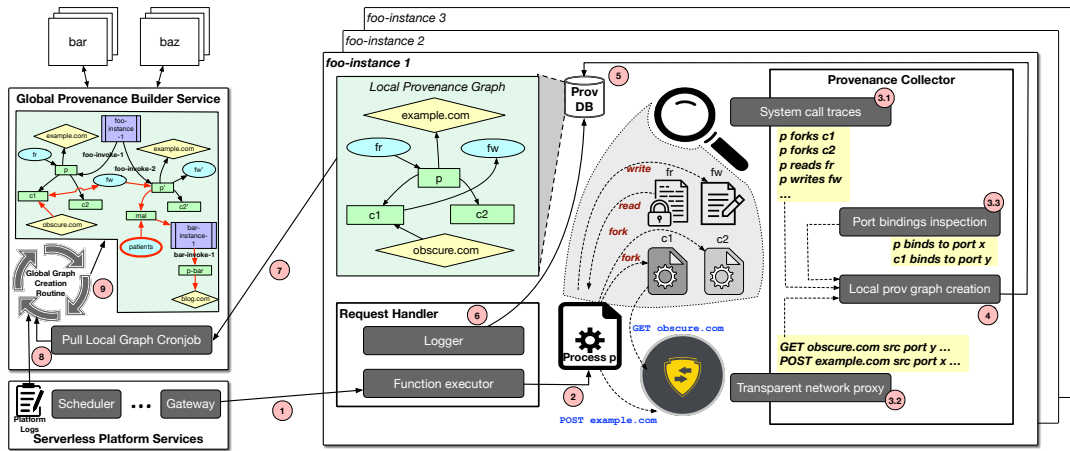 bar
baz
Global Provenance Builder Service
foo-
instance
-1
example.com
example.com
foo-invoke-1
foo-invoke-2
fr
p
fw
p'
fw'
c1
c2
c2'
mal
obscure.com
bar-
instance-
1
patients
bar-invoke-1
p-bar
blog.com
Global Graph
Creation
Routine
9
8
Pull Local Graph Cronjob
7
Platform
Logs
Scheduler
...
Gateway
Serverless Platform Services
1
foo-instance 3
foo-instance 2
foo-instance 1
Local Provenance Graph
example.com
fr
fw
p
c1
c2
obscure.com
Prov
DB
5
Request Handler
6
Logger
Function executor
2
Process p
write
read
fork
fork
fr
fw
c1
c2
GET obscure.com
POST example.com
Provenance Collector
System call traces
3.1
p forks c1
p forks c2
p reads fr
p writes fw
...
3.3
Port bindings inspection
p binds to port x
c1 binds to port y
Local prov graph creation
4
GET obscure.com src port y ...
POST example.com src port x ...
Transparent network proxy
3.2